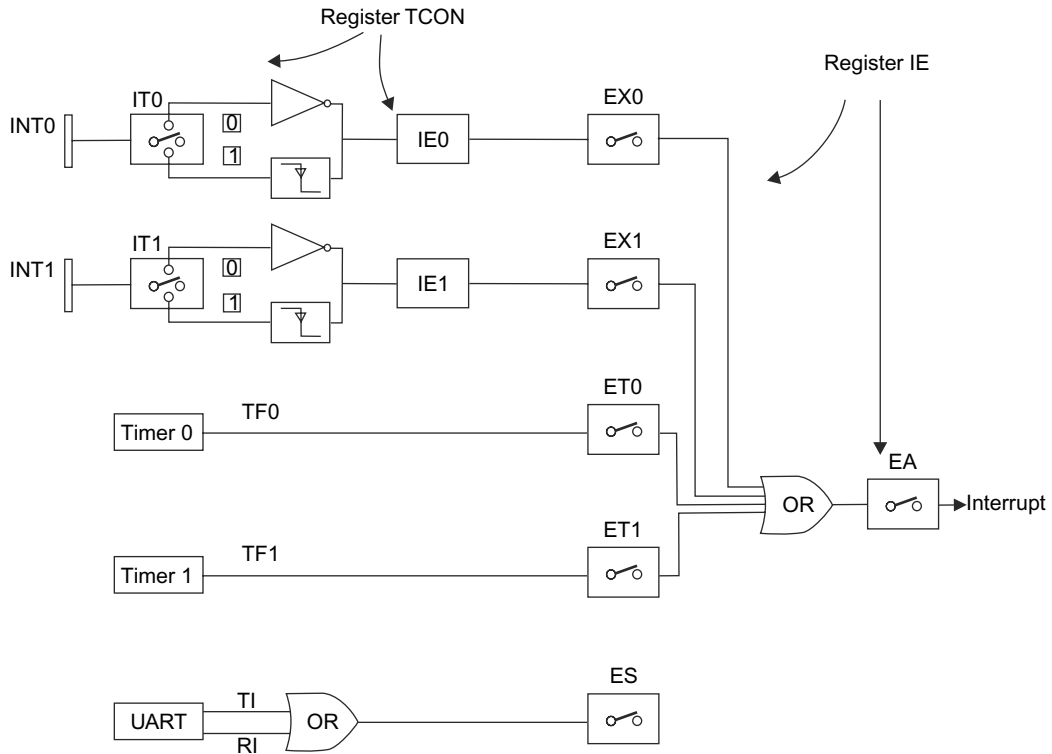 Register TCON
Register IE
IT0
EX0
INT0
0
IE0
1
IT1
EX1
INT1
0
IE1
1
ET0
TF0
Timer 0
EA
OR
Interrupt
ET1
TF1
Timer 1
ES
TI
UART
OR
RI